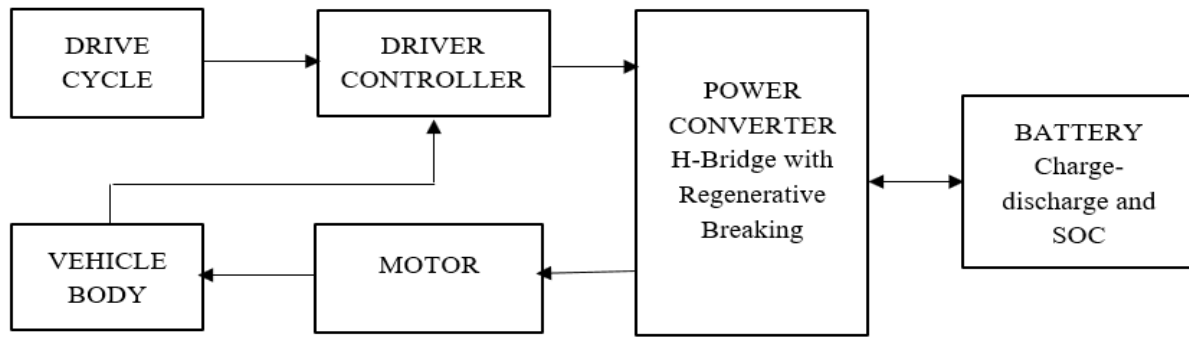 DRIVE
CYCLE
DRIVER
CONTROLLER
POWER
CONVERTER
H-Bridge with
Regenerative
Breaking
BATTERY
Charge-
discharge and
SOC
VEHICLE
BODY
MOTOR